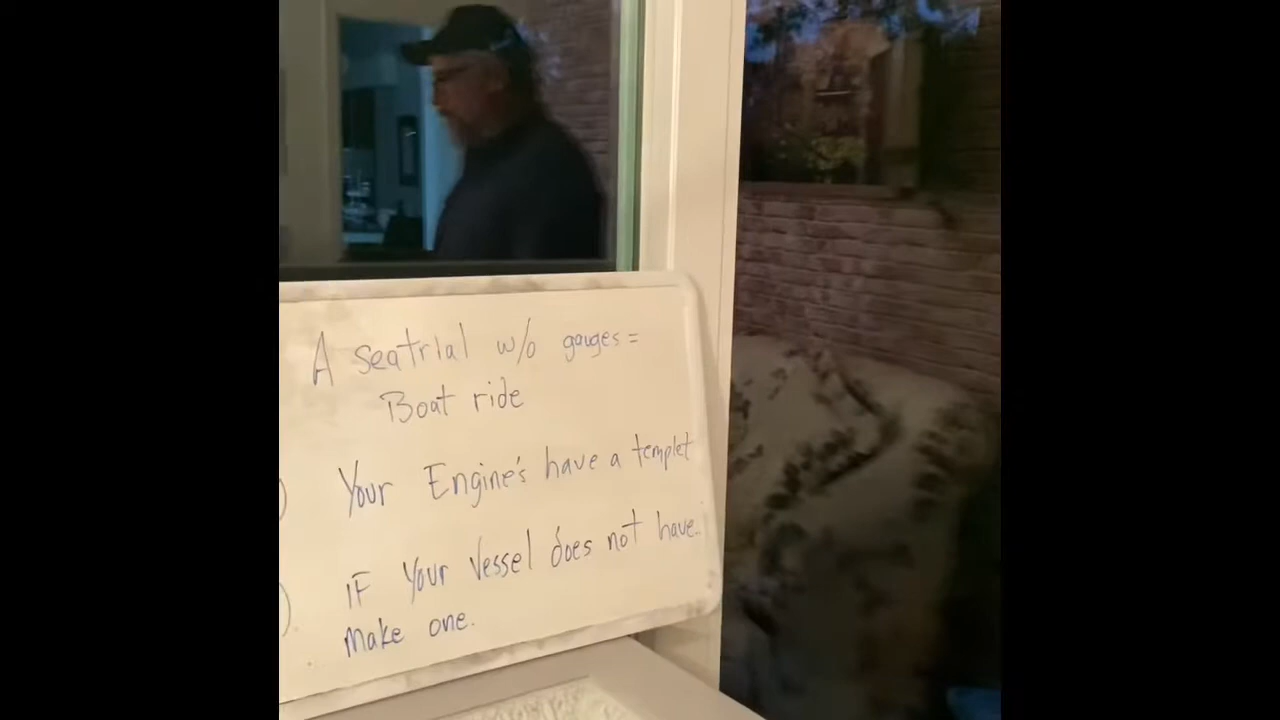 A seatrial w/o gauges =
Boat ride
) Your Engine's have a templet
) IF Your Vessel does not have..
make one.